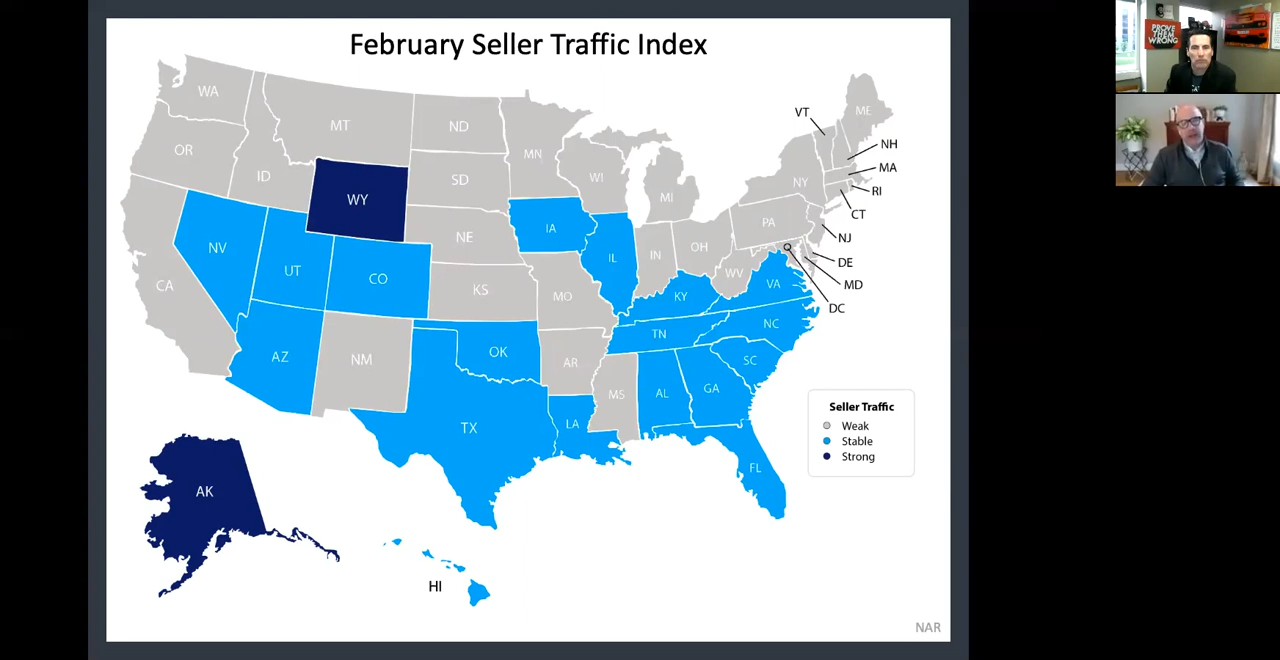 February Seller Traffic Index
WA
MT
ND
MN
OR
ID
WY
SD
WI
MI
NY
VT
ME
NH
MA
RI
CT
NJ
DE
MD
DC
PA
NV
UT
CO
NE
IA
IL
IN
OH
WV
VA
CA
KS
MO
KY
NC
TN
AZ
NM
OK
AR
SC
MS
AL
GA
TX
LA
FL
AK
HI
Seller Traffic
Weak
Stable
Strong
NAR
PROVE
THEM
WRONG